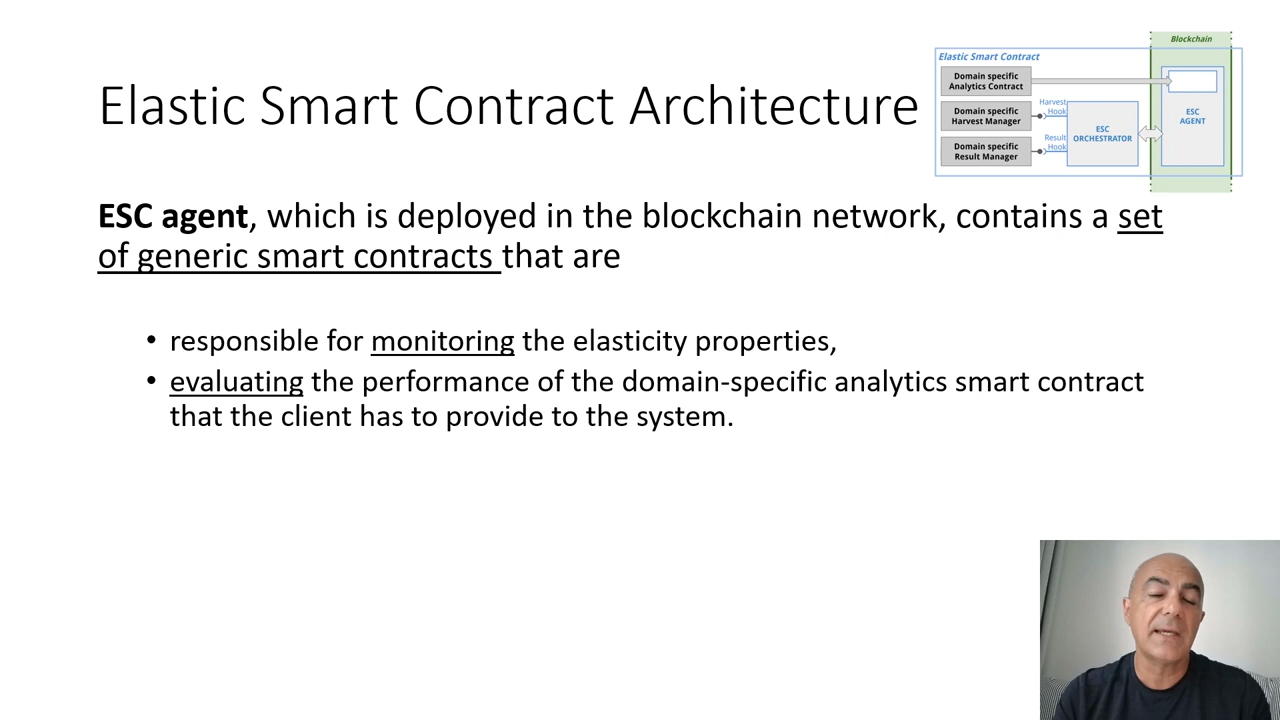 Blockchain
Elastic Smart Contract
Elastic Smart Contract Architecture
Domain specific
Analytics Contract
Harvest
Hook
Domain specific
Harvest Manager
ESC
ORCHESTRATOR
ESC
AGENT
Result
Hook
Domain specific
Result Manager
ESC agent, which is deployed in the blockchain network, contains a set
of generic smart contracts that are
• responsible for monitoring the elasticity properties,
• evaluating the performance of the domain-specific analytics smart contract
that the client has to provide to the system.